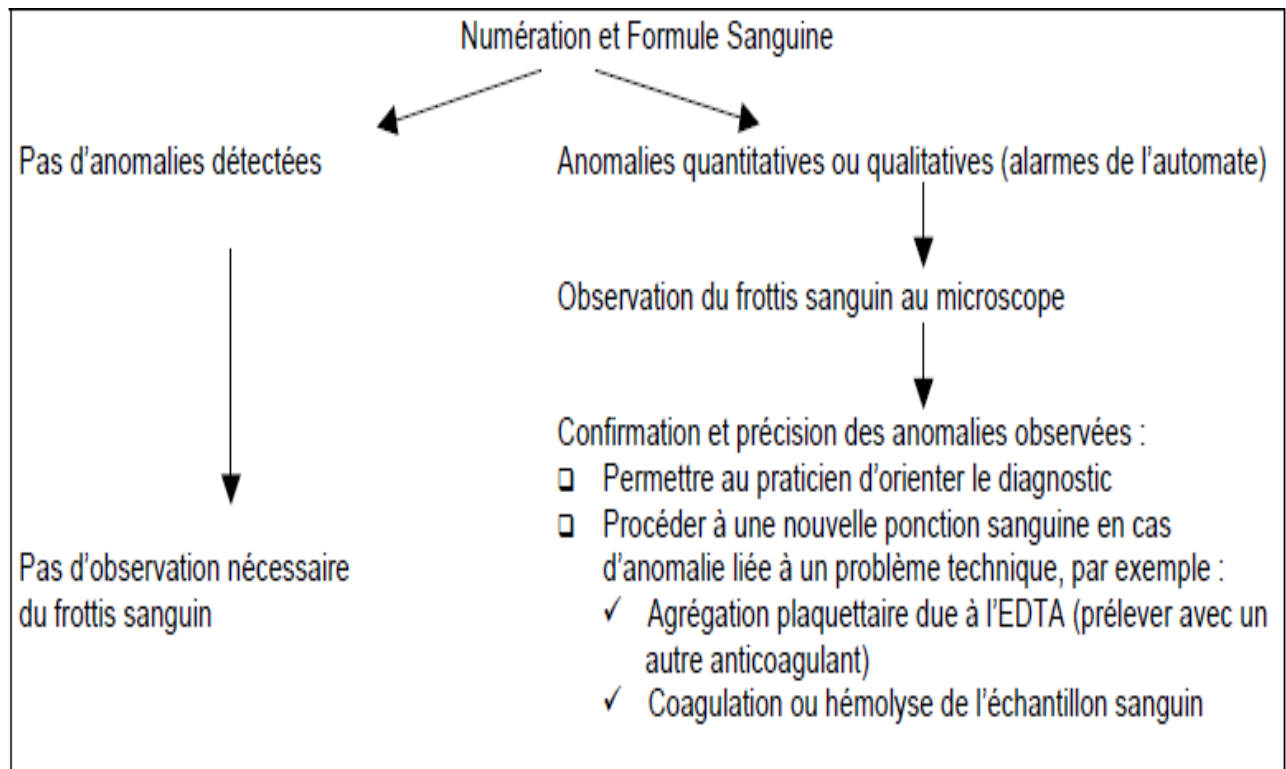 Numération et Formule Sanguine
Pas d'anomalies détectées
Anomalies quantitatives ou qualitatives (alarmes de l'automate)
Observation du frottis sanguin au microscope
Confirmation et précision des anomalies observées :
❑ Permettre au praticien d'orienter le diagnostic
❑ Procéder à une nouvelle ponction sanguine en cas
d'anomalie liée à un problème technique, par exemple :
✓ Agrégation plaquettaire due à l'EDTA (prélever avec un
autre anticoagulant)
✓ Coagulation ou hémolyse de l'échantillon sanguin
Pas d'observation nécessaire
du frottis sanguin